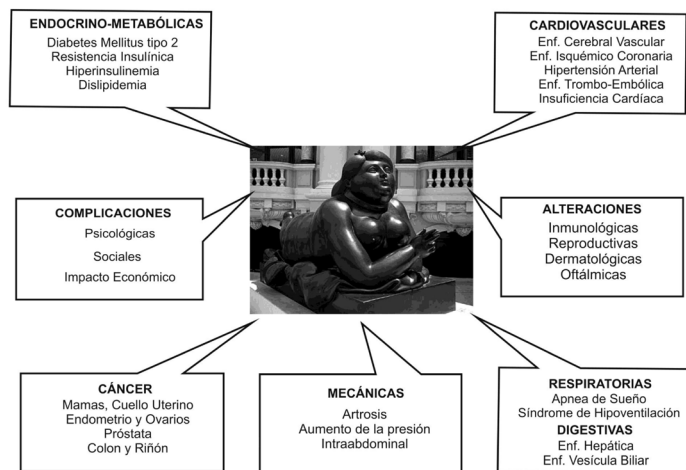 ENDOCRINO-METABÓLICAS
Diabetes Mellitus tipo 2
Resistencia Insulínica
Hiperinsulinemia
Dislipidemia
CARDIOVASCULARES
Enf. Cerebral Vascular
Enf. Isquémico Coronaria
Hipertensión Arterial
Enf. Trombo-Embólica
Insuficiencia Cardíaca
COMPLICACIONES
Psicológicas
Sociales
Impacto Económico
ALTERACIONES
Inmunológicas
Reproductivas
Dermatológicas
Oftálmicas
CÁNCER
Mamas, Cuello Uterino
Endometrio y Ovarios
Próstata
Colon y Riñón
MECÁNICAS
Artrosis
Aumento de la presión
Intraabdominal
RESPIRATORIAS
Apnea de Sueño
Síndrome de Hipoventilación
DIGESTIVAS
Enf. Hepática
Enf. Vesícula Biliar